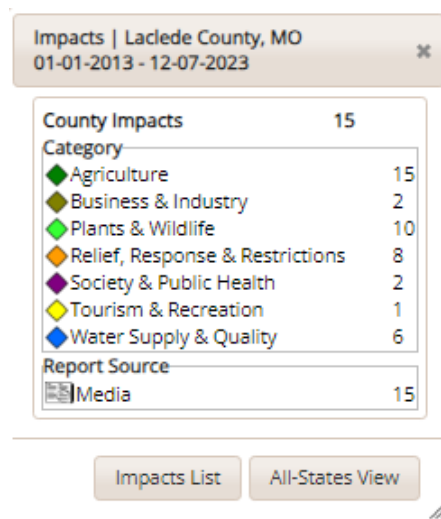 Impacts | Laclede County, MO
01-01-2013 - 12-07-2023
County Impacts 15
Category
Agriculture 15
Business & Industry 2
Plants & Wildlife 10
Relief, Response & Restrictions 8
Society & Public Health 2
Tourism & Recreation 1
Water Supply & Quality 6
Report Source
Media 15
Impacts List All-States View